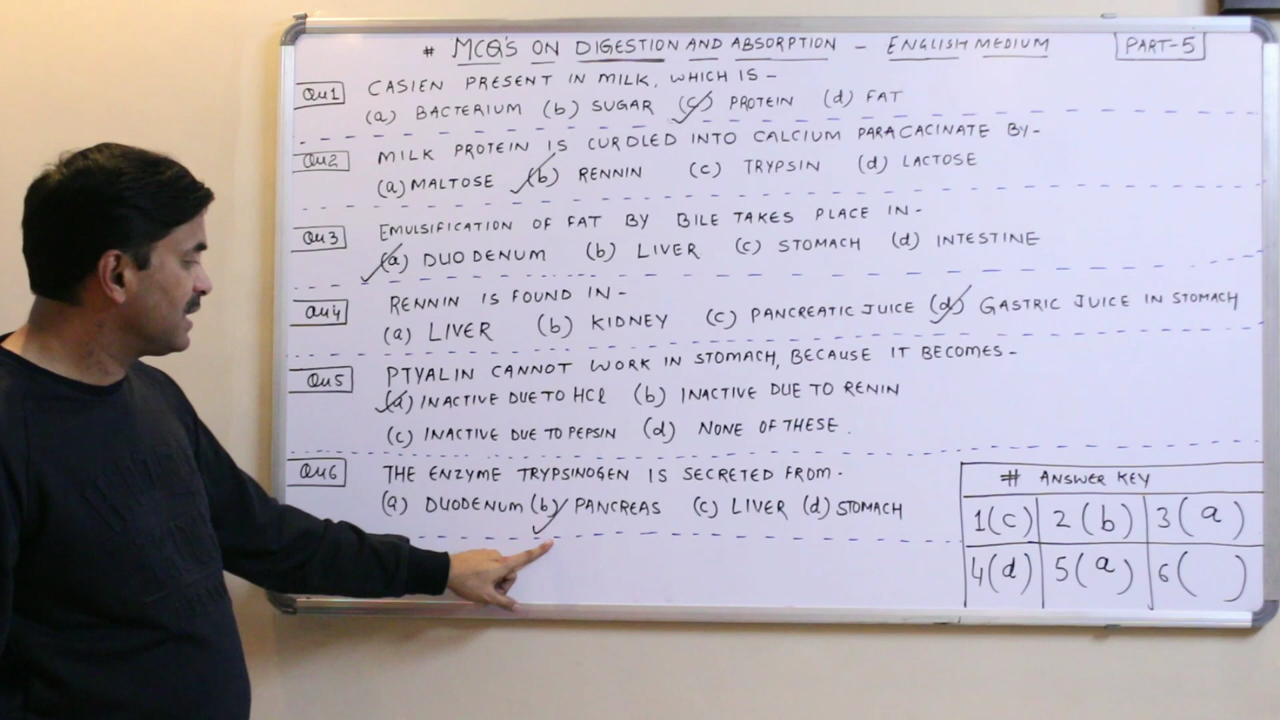 # MCQ'S ON DIGESTION AND ABSORPTION - ENGLISH MEDIUM PART-5
Qu1 CASIEN PRESENT IN MILK, WHICH IS -
(a) BACTERIUM (b) SUGAR (c) PROTEIN (d) FAT
Qu2 MILK PROTEIN IS CURDLED INTO CALCIUM PARACACINATE BY-
(a) MALTOSE (b) RENNIN (c) TRYPSIN (d) LACTOSE
Qu3 EMULSIFICATION OF FAT BY BILE TAKES PLACE IN-
(a) DUODENUM (b) LIVER (c) STOMACH (d) INTESTINE
Qu4 RENNIN IS FOUND IN-
(a) LIVER (b) KIDNEY (c) PANCREATIC JUICE (d) GASTRIC JUICE IN STOMACH
Qu5 PTYALIN CANNOT WORK IN STOMACH, BECAUSE IT BECOMES-
(a) INACTIVE DUE TO HCl (b) INACTIVE DUE TO RENIN
(c) INACTIVE DUE TO PEPSIN (d) NONE OF THESE.
Qu6 THE ENZYME TRYPSINOGEN IS SECRETED FROM-
(a) DUODENUM (b) PANCREAS (c) LIVER (d) STOMACH
# ANSWER KEY
1(c) 2(b) 3(a)
4(d) 5(a) 6( )